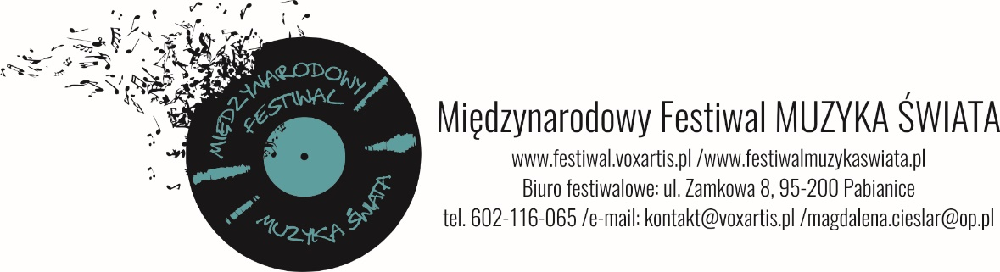 MIĘDZYNARODOWY
FESTIWAL
MUZYKA ŚWIATA
Międzynarodowy Festiwal MUZYKA ŚWIATA
www.festiwal.voxartis.pl /www.festiwalmuzykaswiata.pl
Biuro festiwalowe: ul. Zamkowa 8, 95-200 Pabianice
tel. 602-116-065 /e-mail: kontakt@voxartis.pl /magdalena.cieslar@op.pl